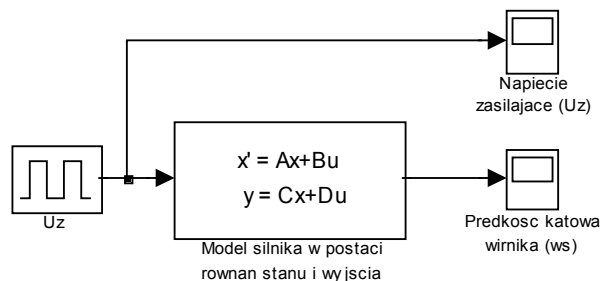 Napiecie
zasilajace (Uz)
x' = Ax+Bu
y = Cx+Du
Uz
Model silnika w postaci
rownan stanu i wyjscia
Predkosc katowa
wirnika (ws)